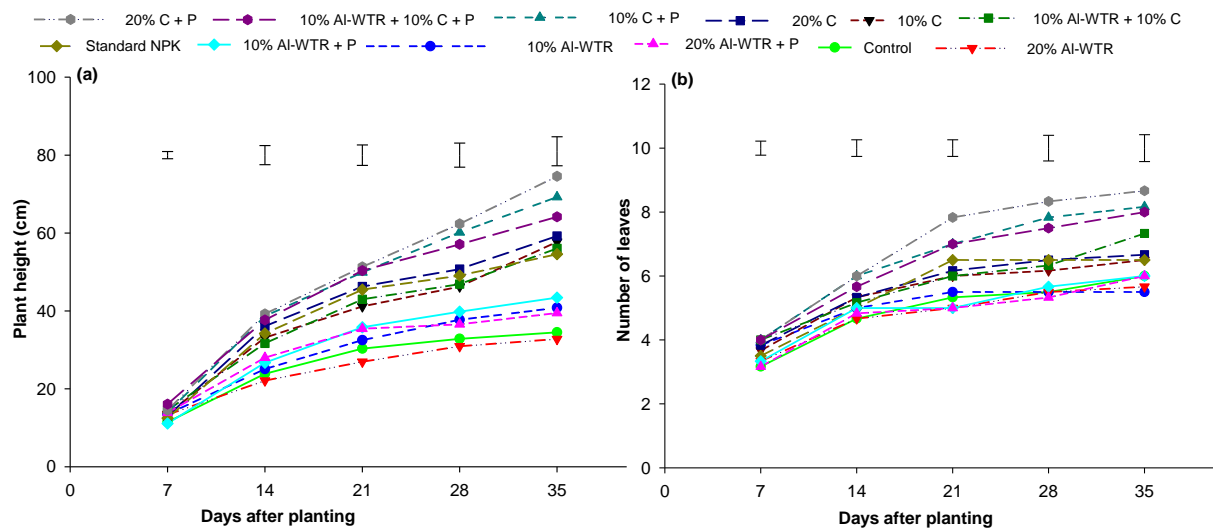 20% C + P 10% Al-WTR + 10% C + P 10% C + P 20% C 10% C 10% Al-WTR + 10% C
Standard NPK 10% Al-WTR + P 10% Al-WTR 20% Al-WTR + P Control 20% Al-WTR
(a)
Plant height (cm)
100
80
60
40
20
0
0 7 14 21 28 35
Days after planting
(b)
Number of leaves
12
10
8
6
4
2
0
0 7 14 21 28 35
Days after planting